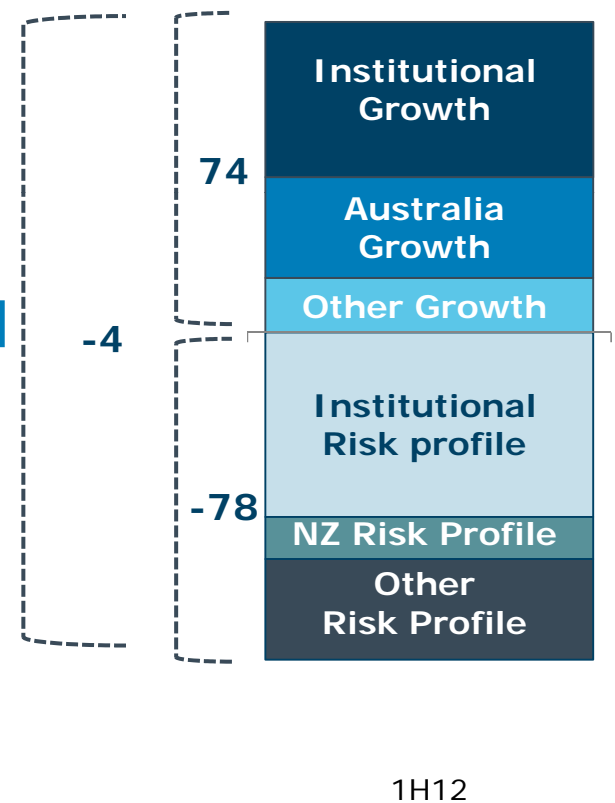 Institutional
Growth
74
Australia
Growth
Other Growth
-4
Institutional
Risk profile
-78
NZ Risk Profile
Other
Risk Profile
1H12